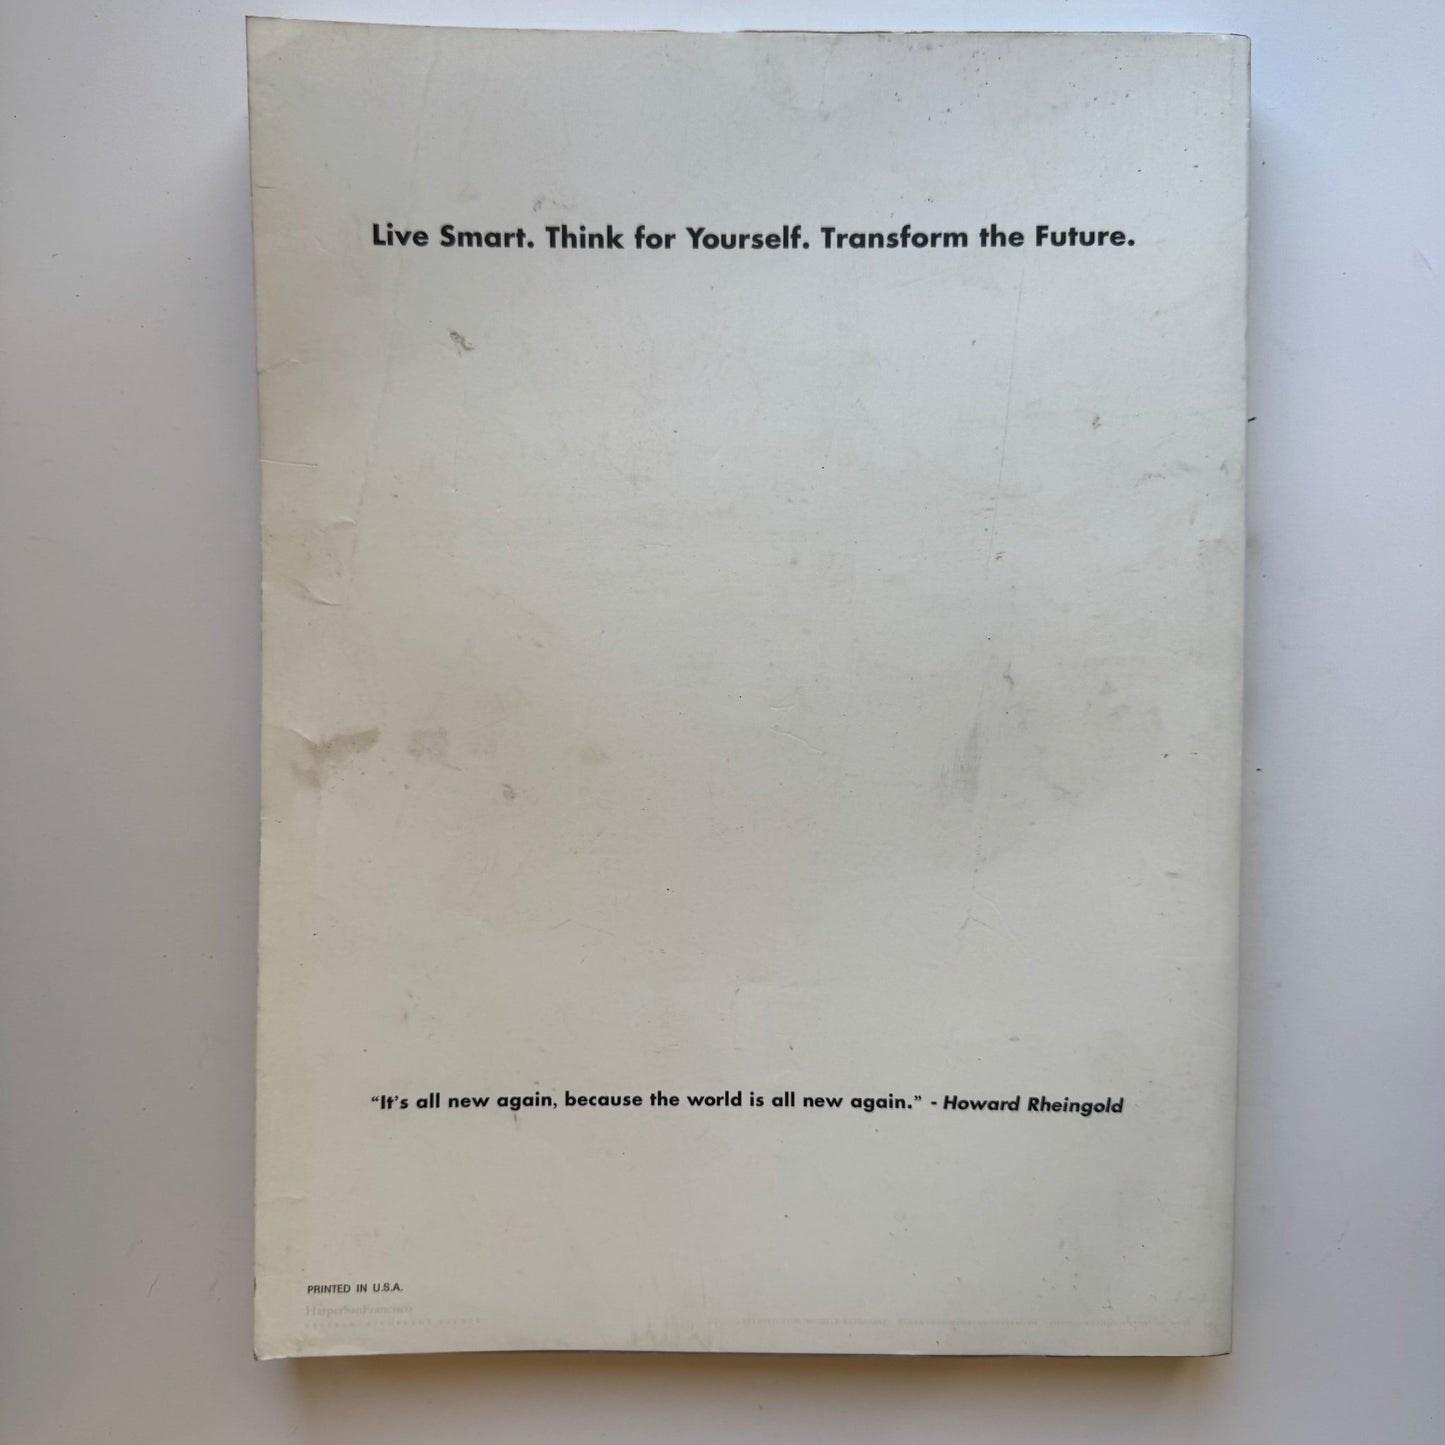 Live Smart. Think for Yourself. Transform the Future.
“It’s all new again, because the world is all new again.” - Howard Rheingold
PRINTED IN U.S.A.
HarperSanFrancisco